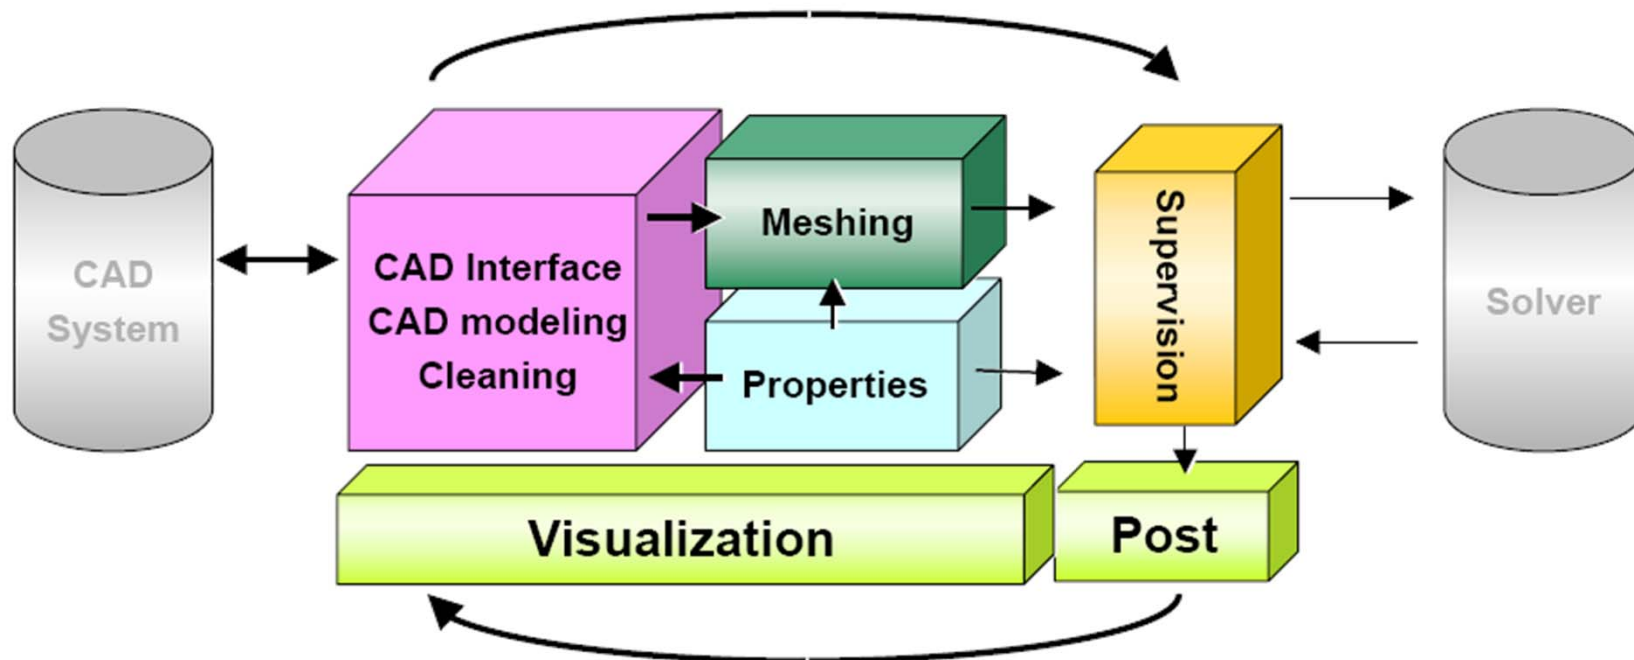 CAD
System
CAD Interface
CAD modeling
Cleaning
Meshing
Properties
Supervision
Solver
Visualization
Post